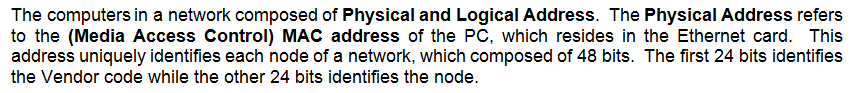 The computers in a network composed of Physical and Logical Address. The Physical Address refers
to the (Media Access Control) MAC address of the PC, which resides in the Ethernet card. This
address uniquely identifies each node of a network, which composed of 48 bits. The first 24 bits identifies
the Vendor code while the other 24 bits identifies the node.